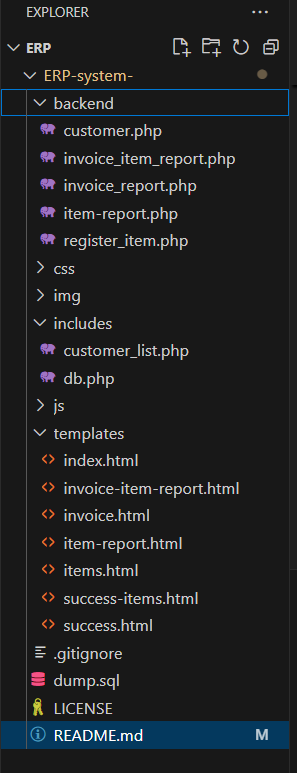 EXPLORER
ERP
ERP-system-
backend
customer.php
invoice_item_report.php
invoice_report.php
item-report.php
register_item.php
css
img
includes
customer_list.php
db.php
js
templates
index.html
invoice-item-report.html
invoice.html
item-report.html
items.html
success-items.html
success.html
.gitignore
dump.sql
LICENSE
README.md M